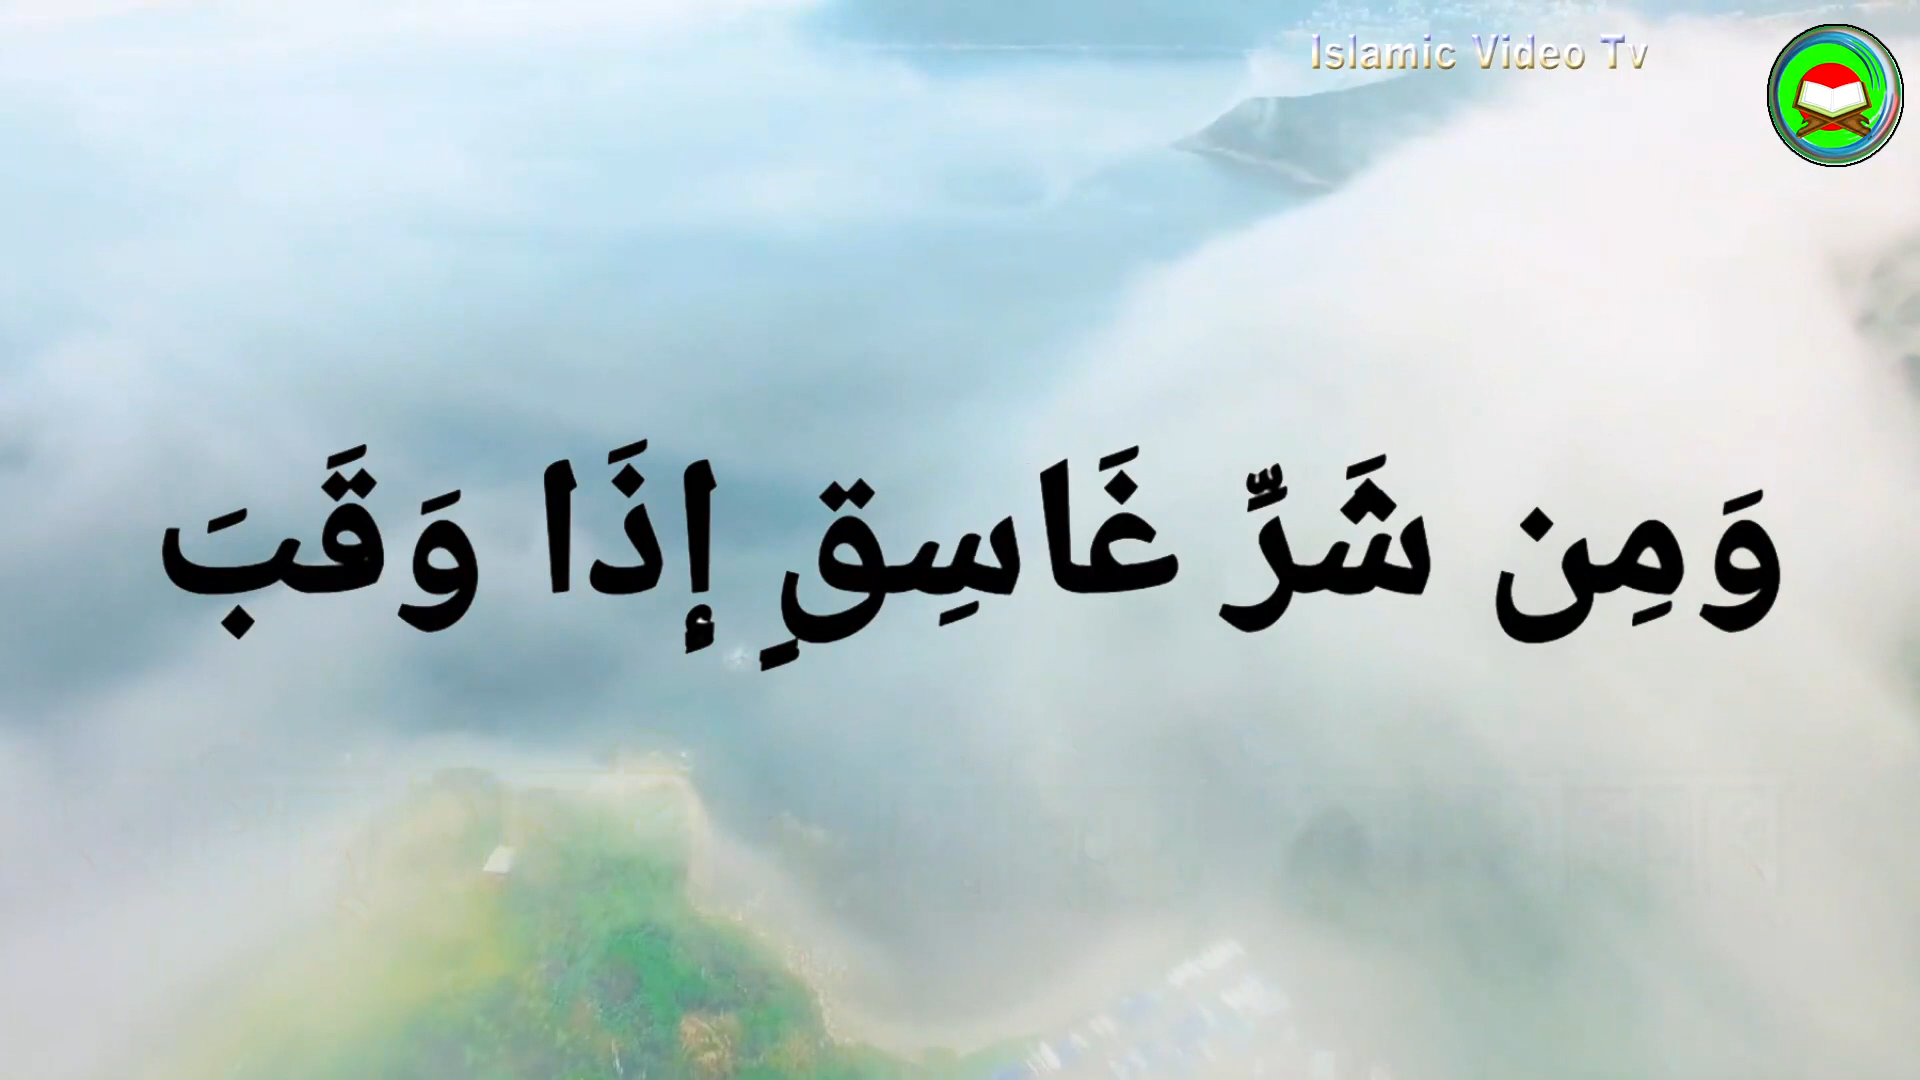 Islamic Video Tv
وَمِن شَرِّ غَاسِقٍ إِذَا وَقَبَ